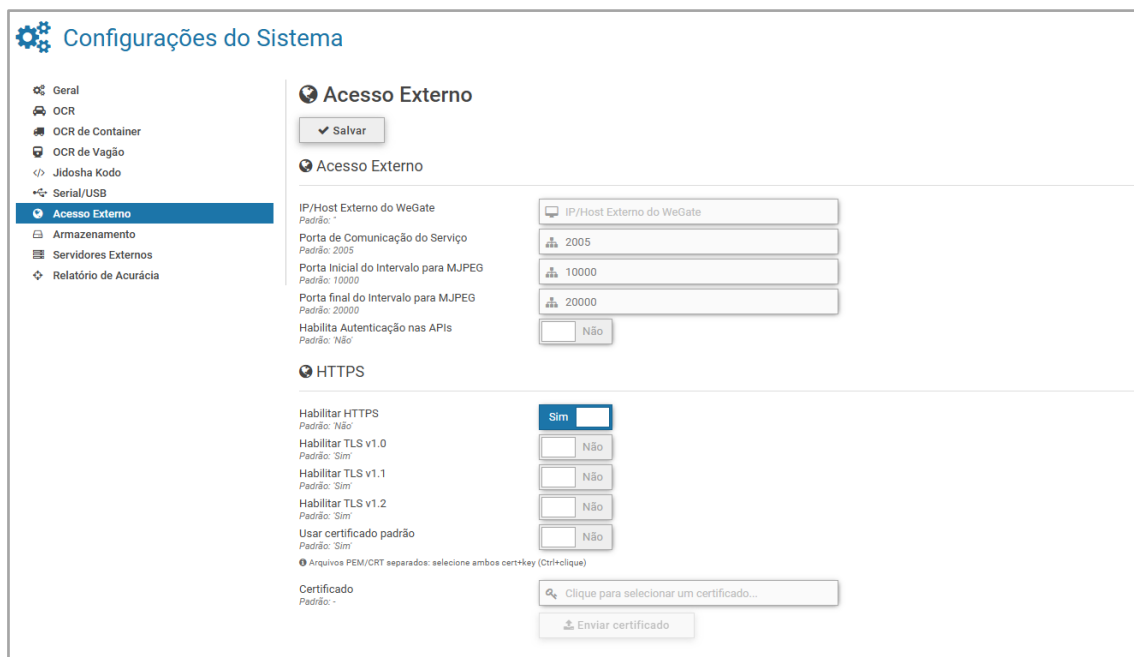 Configurações do Sistema
Geral
OCR
OCR de Container
OCR de Vagão
Jidosha Kodo
Serial/USB
Acesso Externo
Armazenamento
Servidores Externos
Relatório de Acurácia
Acesso Externo
Salvar
Acesso Externo
IP/Host Externo do WeGate
Padrão: ''
IP/Host Externo do WeGate
Porta de Comunicação do Serviço
Padrão: 2005
2005
Porta Inicial do Intervalo para MJPEG
Padrão: 10000
10000
Porta final do Intervalo para MJPEG
Padrão: 20000
20000
Habilita Autenticação nas APIs
Padrão: 'Não'
Não
HTTPS
Habilitar HTTPS
Padrão: 'Não'
Sim
Habilitar TLS v1.0
Padrão: 'Sim'
Não
Habilitar TLS v1.1
Padrão: 'Sim'
Não
Habilitar TLS v1.2
Padrão: 'Sim'
Não
Usar certificado padrão
Padrão: 'Sim'
Não
Arquivos PEM/CRT separados: selecione ambos cert+key (Ctrl+clique)
Certificado
Padrão: -
Clique para selecionar um certificado...
Enviar certificado